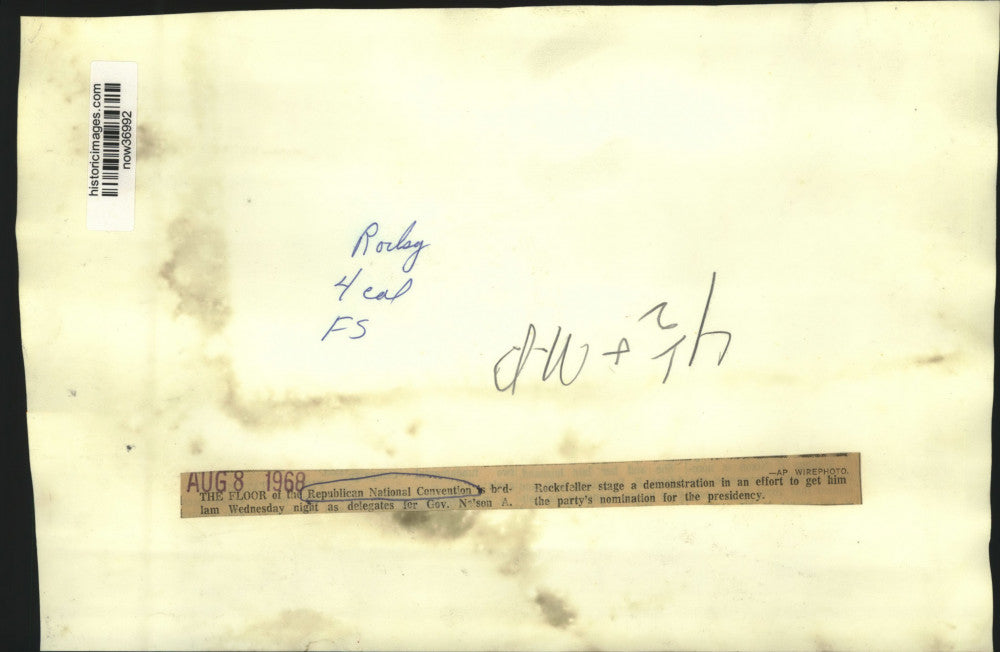 historicimages.com
now36992
4 col
FS
AUG 8 1968
—AP WIREPHOTO.
THE FLOOR of the Republican National Convention is bed-
lam Wednesday night as delegates for Gov. Nelson A.
Rockefeller stage a demonstration in an effort to get him
the party's nomination for the presidency.